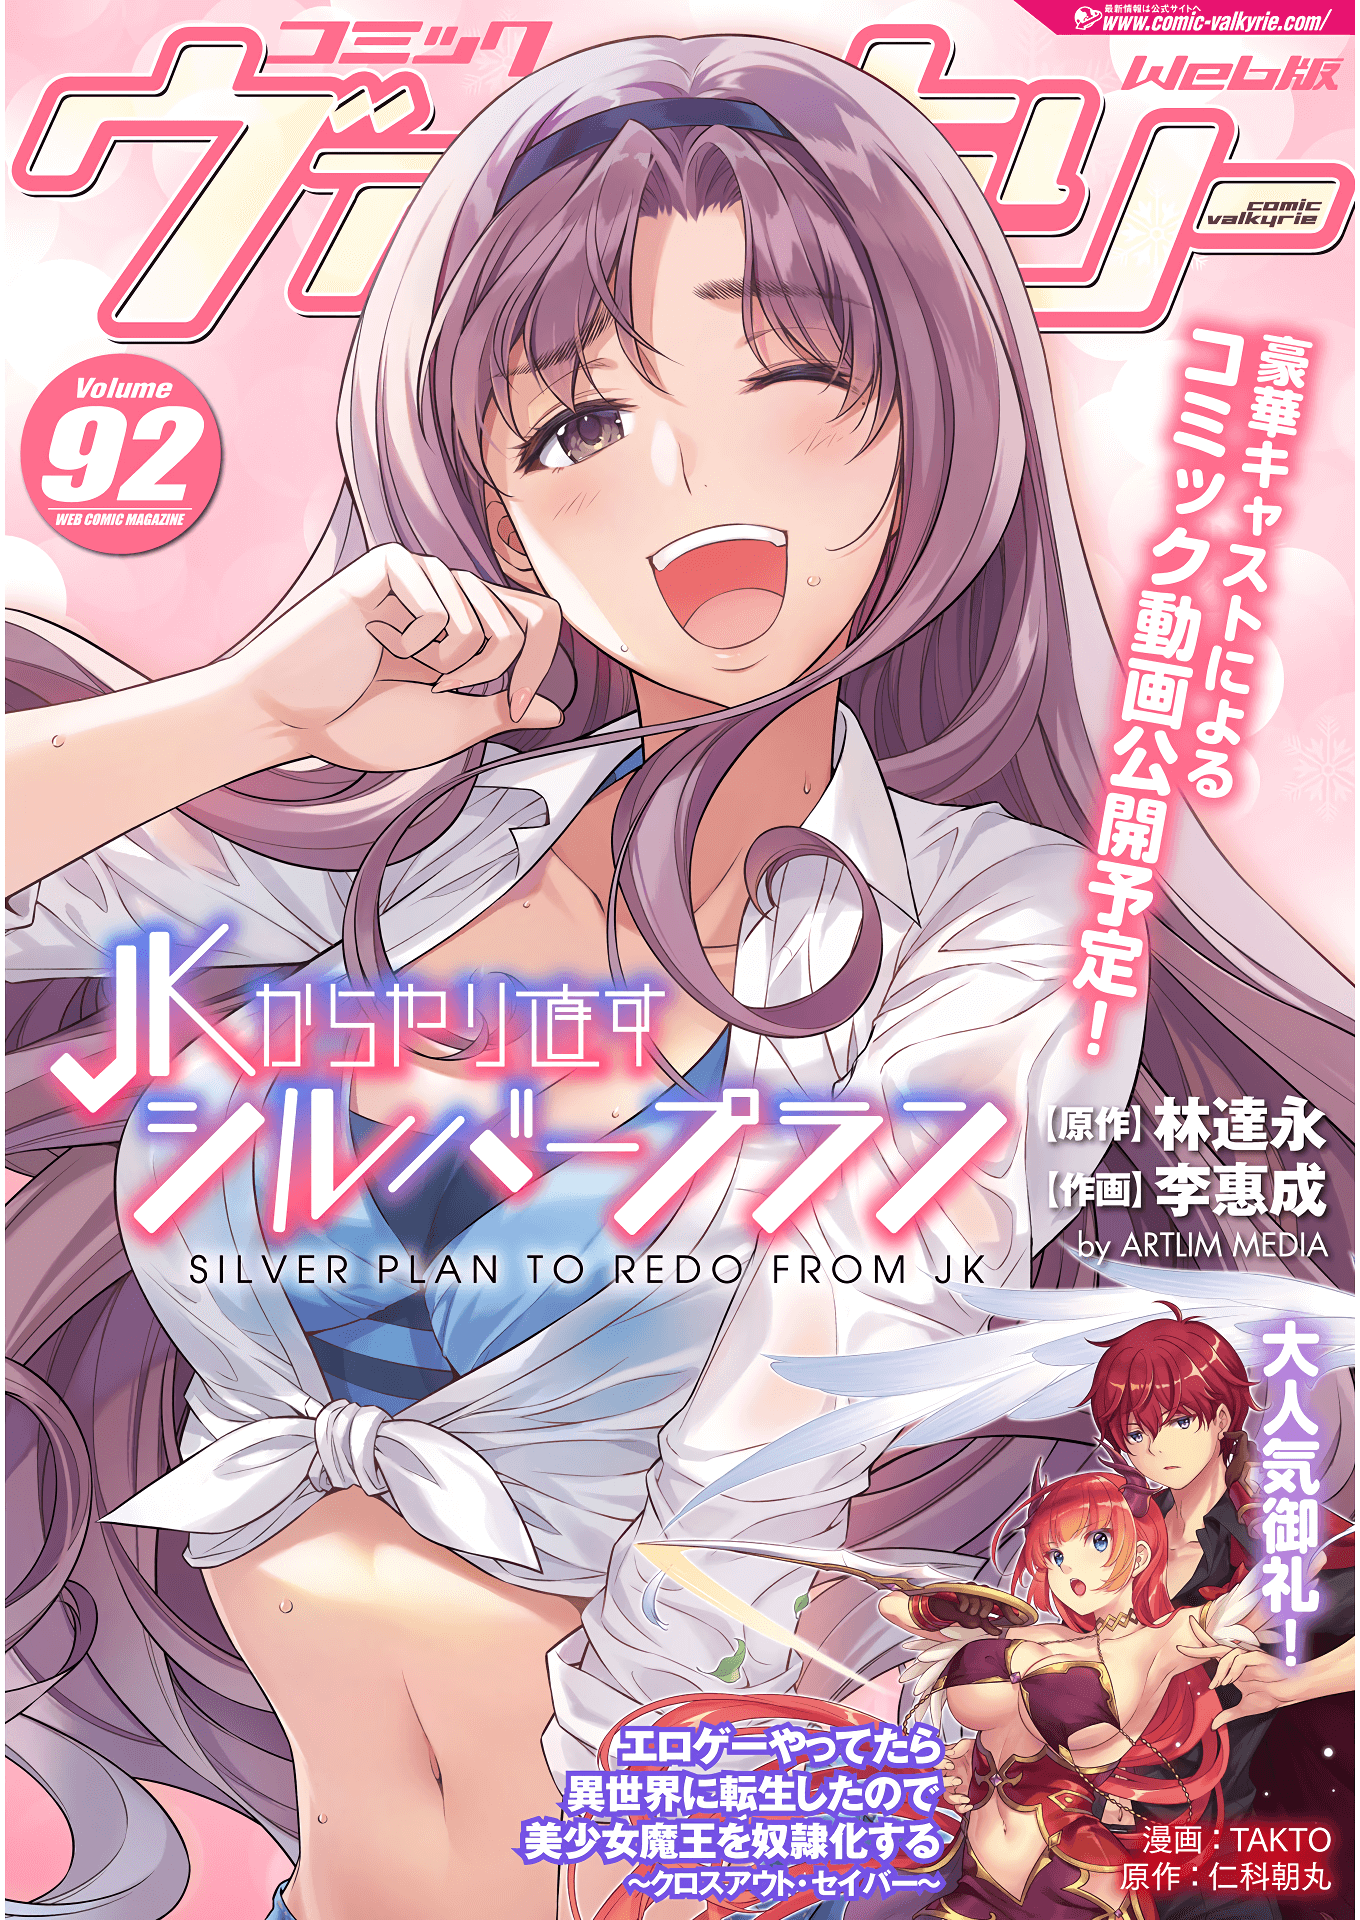 最新情報は公式サイトへ
www.comic-valkyrie.com/
コミック
Web版
ヴァルキリー
comic
valkyrie
Volume
92
WEB COMIC MAGAZINE
豪華キャストによる
コミック動画公開予定!
JKからやり直す
シルバープラン
SILVER PLAN TO REDO FROM JK
【原作】林達永
【作画】李惠成
by ARTLIM MEDIA
大人気御礼!
エロゲーやってたら
異世界に転生したので
美少女魔王を奴隷化する
~クロスアウト・セイバー~
漫画:TAKTO
原作:仁科朝丸